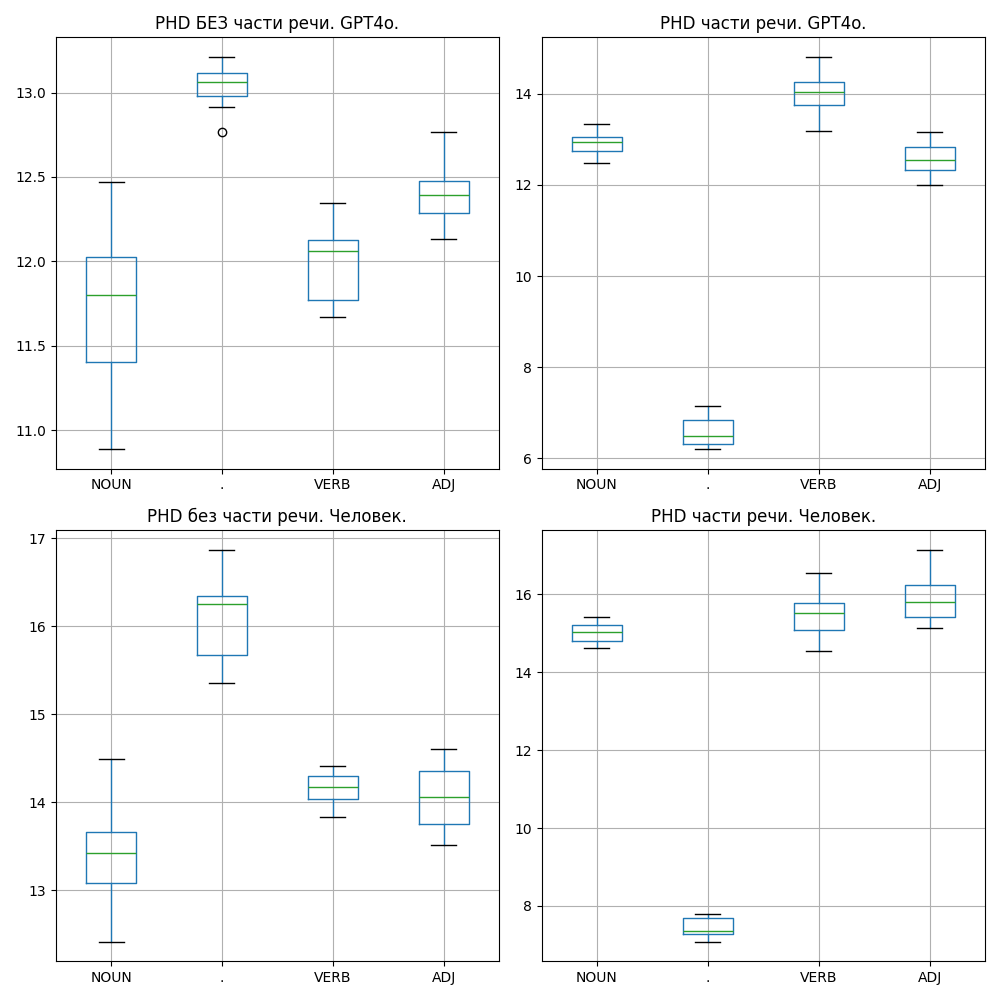 PHD БЕЗ части речи. GPT4o.
13.0
12.5
12.0
11.5
11.0
NOUN . VERB ADJ
PHD части речи. GPT4o.
14
12
10
8
6
NOUN . VERB ADJ
PHD без части речи. Человек.
17
16
15
14
13
NOUN . VERB ADJ
PHD части речи. Человек.
16
14
12
10
8
NOUN . VERB ADJ